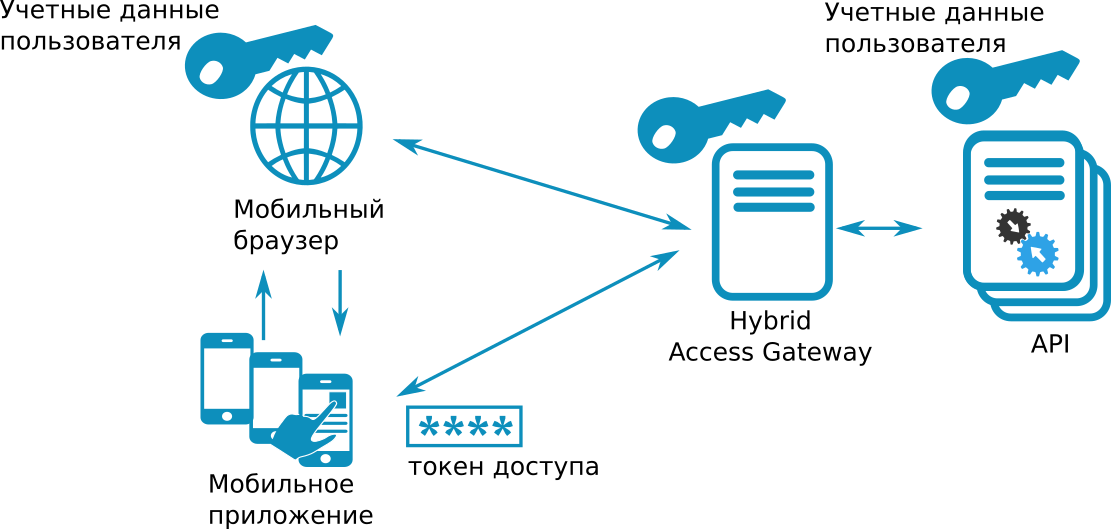 Учетные данные
пользователя
Учетные данные
пользователя
Мобильный
браузер
Hybrid
Access Gateway
API
****
токен доступа
Мобильное
приложение